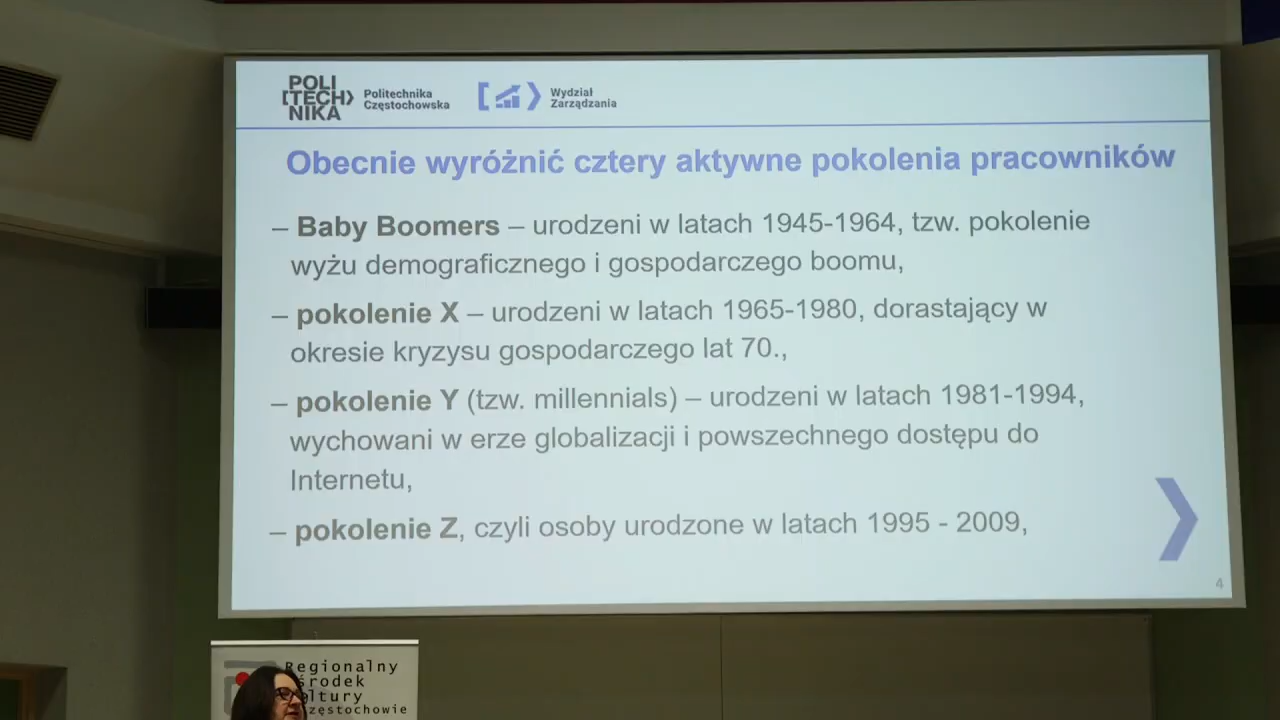 POLI
[TECH}
NIKA
Politechnika
Częstochowska
Wydział
Zarządzania
Obecnie wyróżnić cztery aktywne pokolenia pracowników
– Baby Boomers – urodzeni w latach 1945-1964, tzw. pokolenie
wyżu demograficznego i gospodarczego boomu,
– pokolenie X – urodzeni w latach 1965-1980, dorastający w
okresie kryzysu gospodarczego lat 70.,
– pokolenie Y (tzw. millennials) – urodzeni w latach 1981-1994,
wychowani w erze globalizacji i powszechnego dostępu do
Internetu,
– pokolenie Z, czyli osoby urodzone w latach 1995 - 2009,
4
Regionalny